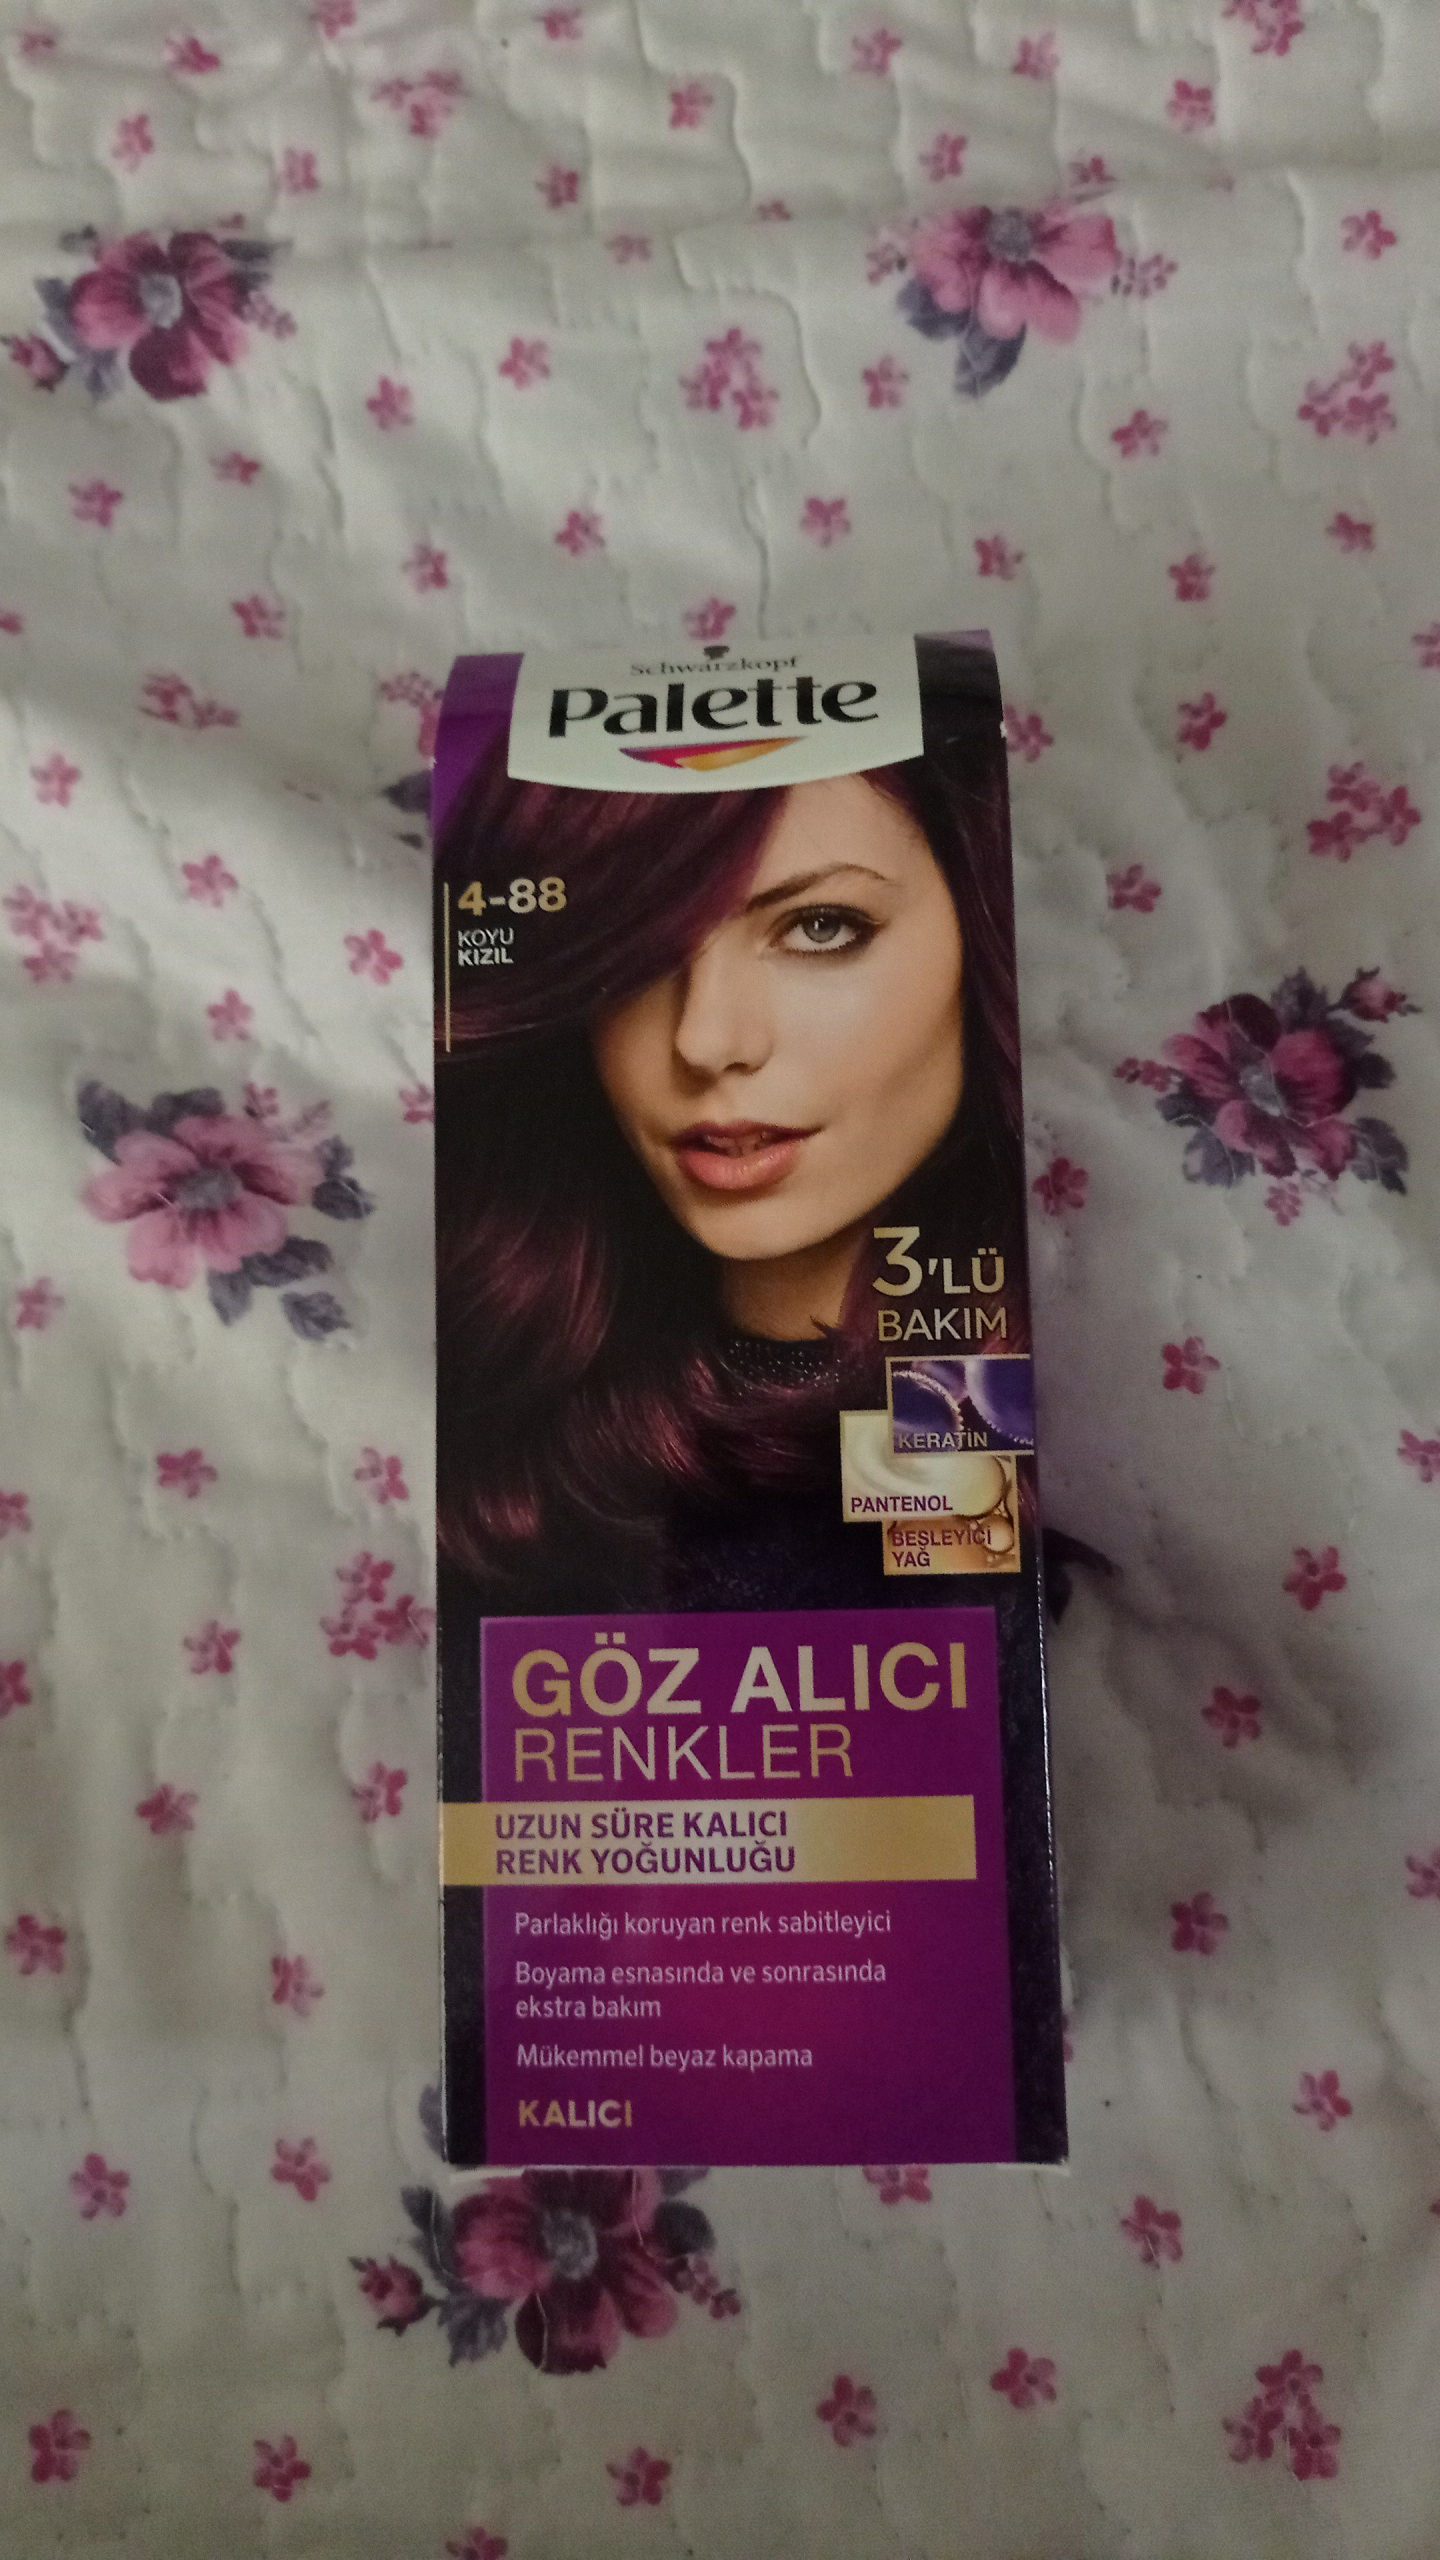 Schwarzkopf
Palette
4-88
KOYU
KIZIL
3'LÜ
BAKIM
KERATİN
PANTENOL
BESLEYİCİ
YAĞ
GÖZ ALICI
RENKLER
UZUN SÜRE KALICI
RENK YOĞUNLUĞU
Parlaklığı koruyan renk sabitleyici
Boyama esnasında ve sonrasında
ekstra bakım
Mükemmel beyaz kapama
KALICI